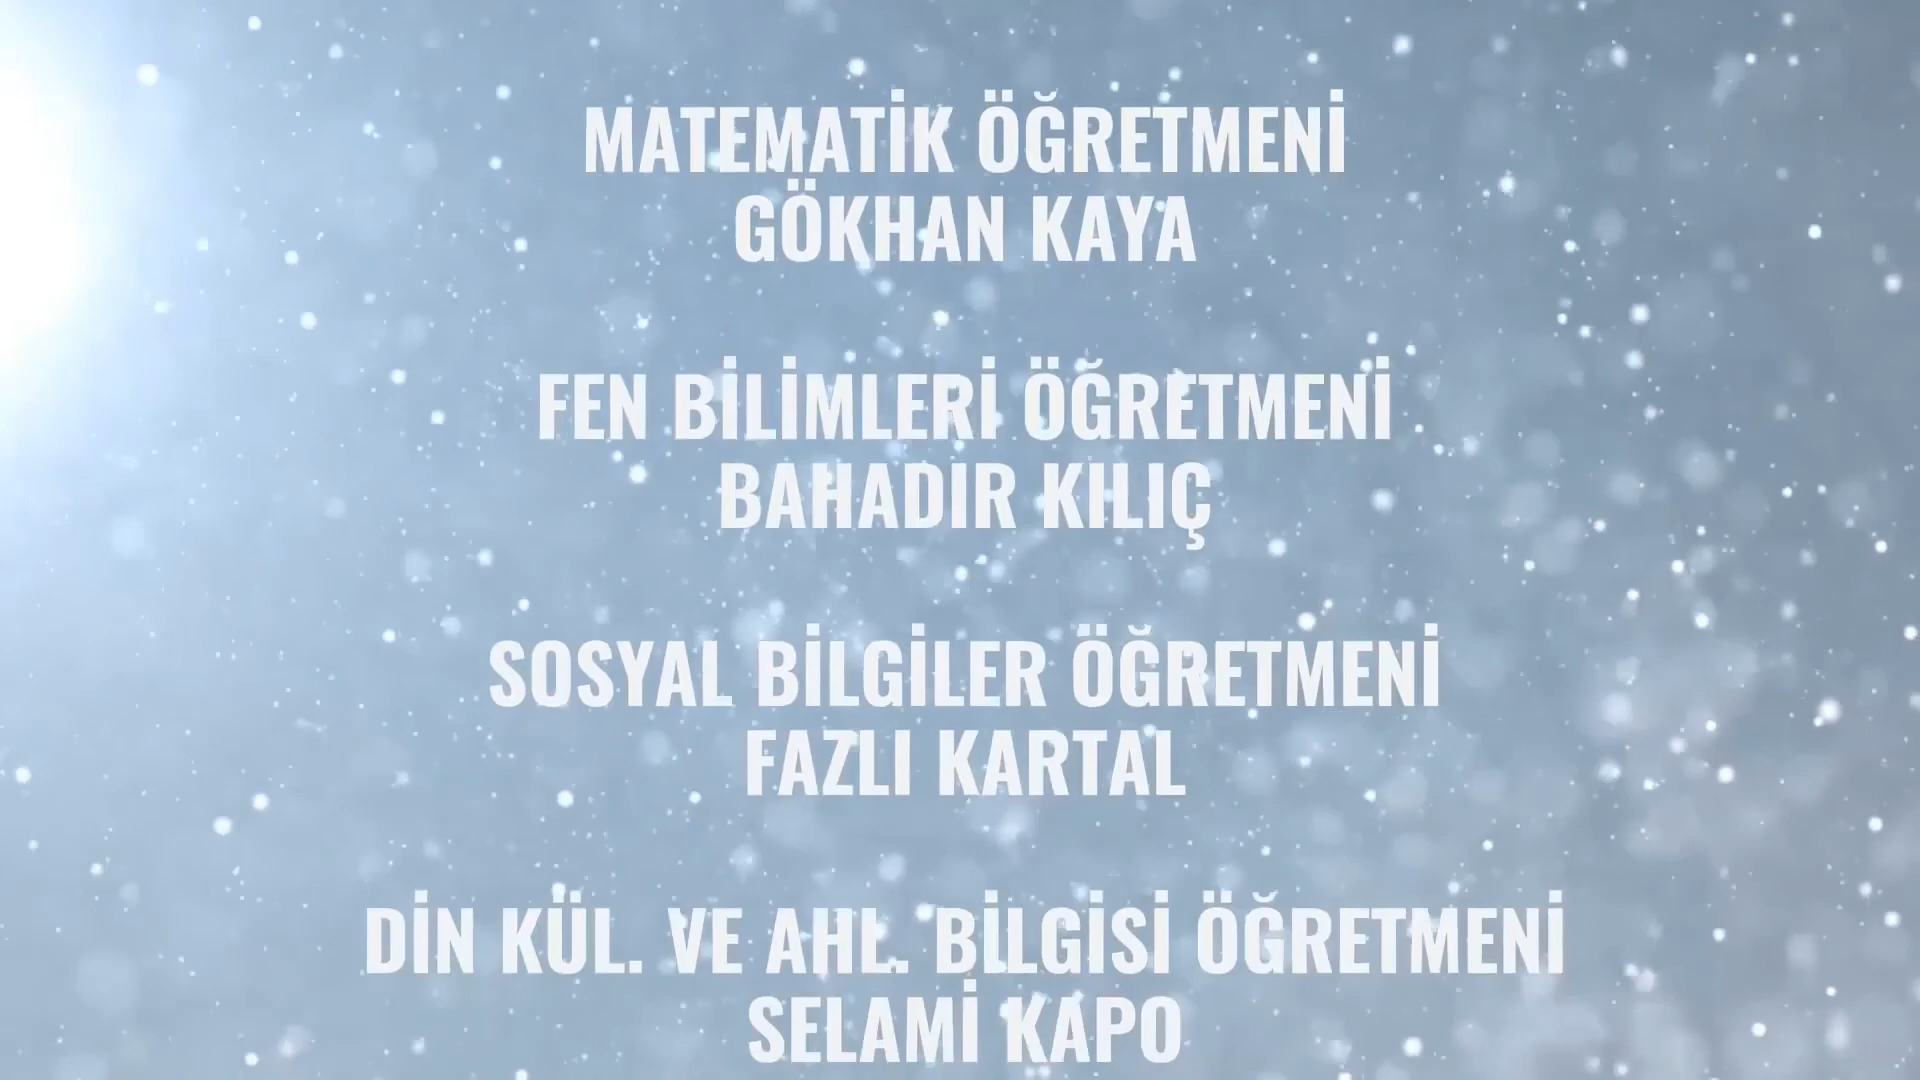 MATEMATİK ÖĞRETMENİ
GÖKHAN KAYA
FEN BİLİMLERİ ÖĞRETMENİ
BAHADIR KILIÇ
SOSYAL BİLGİLER ÖĞRETMENİ
FAZLI KARTAL
DİN KÜL. VE AHL. BİLGİSİ ÖĞRETMENİ
SELAMİ KAPO